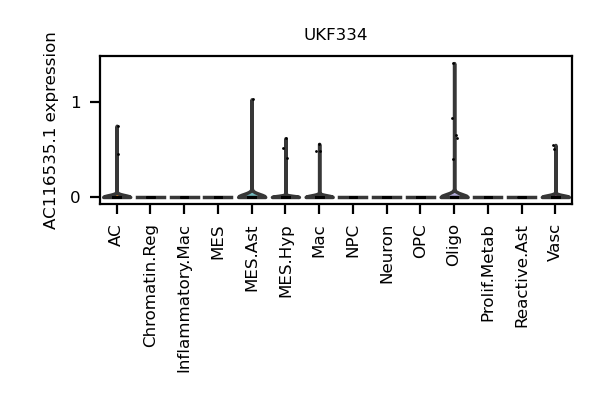 UKF334
AC116535.1 expression
1
0
AC
Chromatin.Reg
Inflammatory.Mac
MES
MES.Ast
MES.Hyp
Mac
NPC
Neuron
OPC
Oligo
Prolif.Metab
Reactive.Ast
Vasc